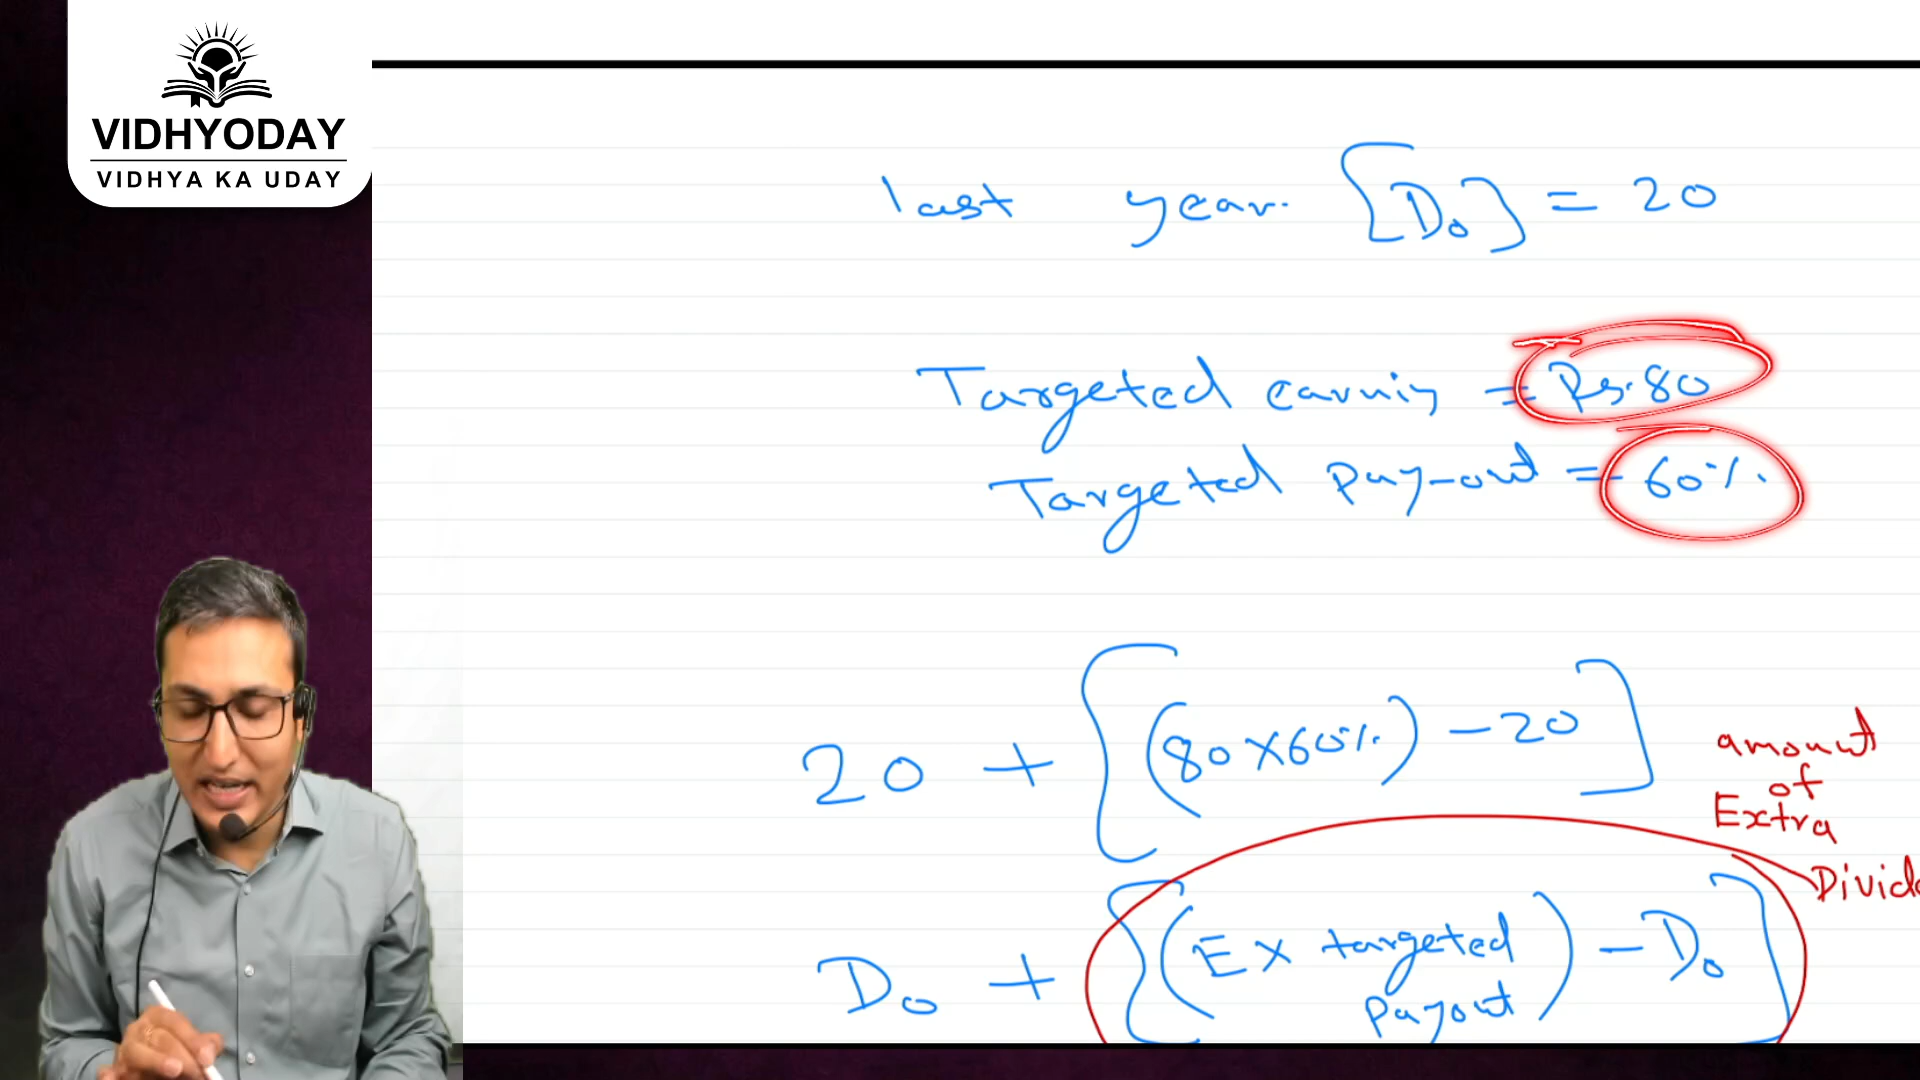 VIDHYODAY
VIDHYA KA UDAY
last year. [D₀] = 20
Targeted earning = Rs.80
Targeted pay-out = 60%.
20 + [(80 X 60%.) - 20]
amount
of
Extra
D₀ + [(E X targeted payout) - D₀]